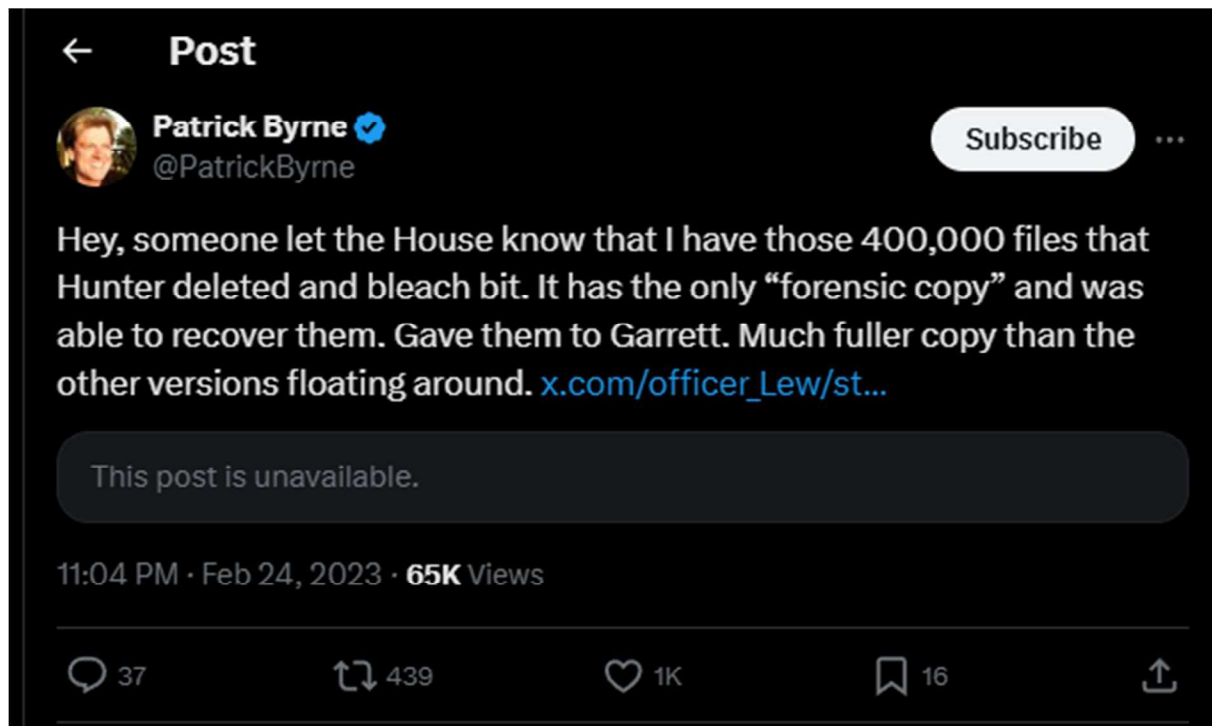 Post
Patrick Byrne
@PatrickByrne
Subscribe
Hey, someone let the House know that I have those 400,000 files that
Hunter deleted and bleach bit. It has the only “forensic copy” and was
able to recover them. Gave them to Garrett. Much fuller copy than the
other versions floating around. x.com/officer_Lew/st...
This post is unavailable.
11:04 PM · Feb 24, 2023 · 65K Views
37 439 1K 16